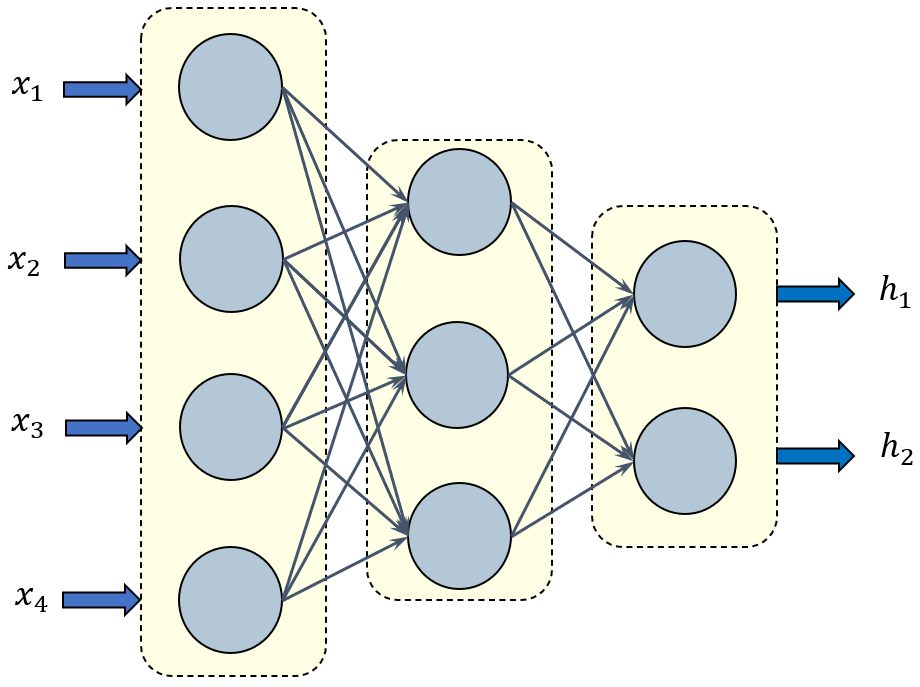 x₁
x₂
x₃
x₄
h₁
h₂